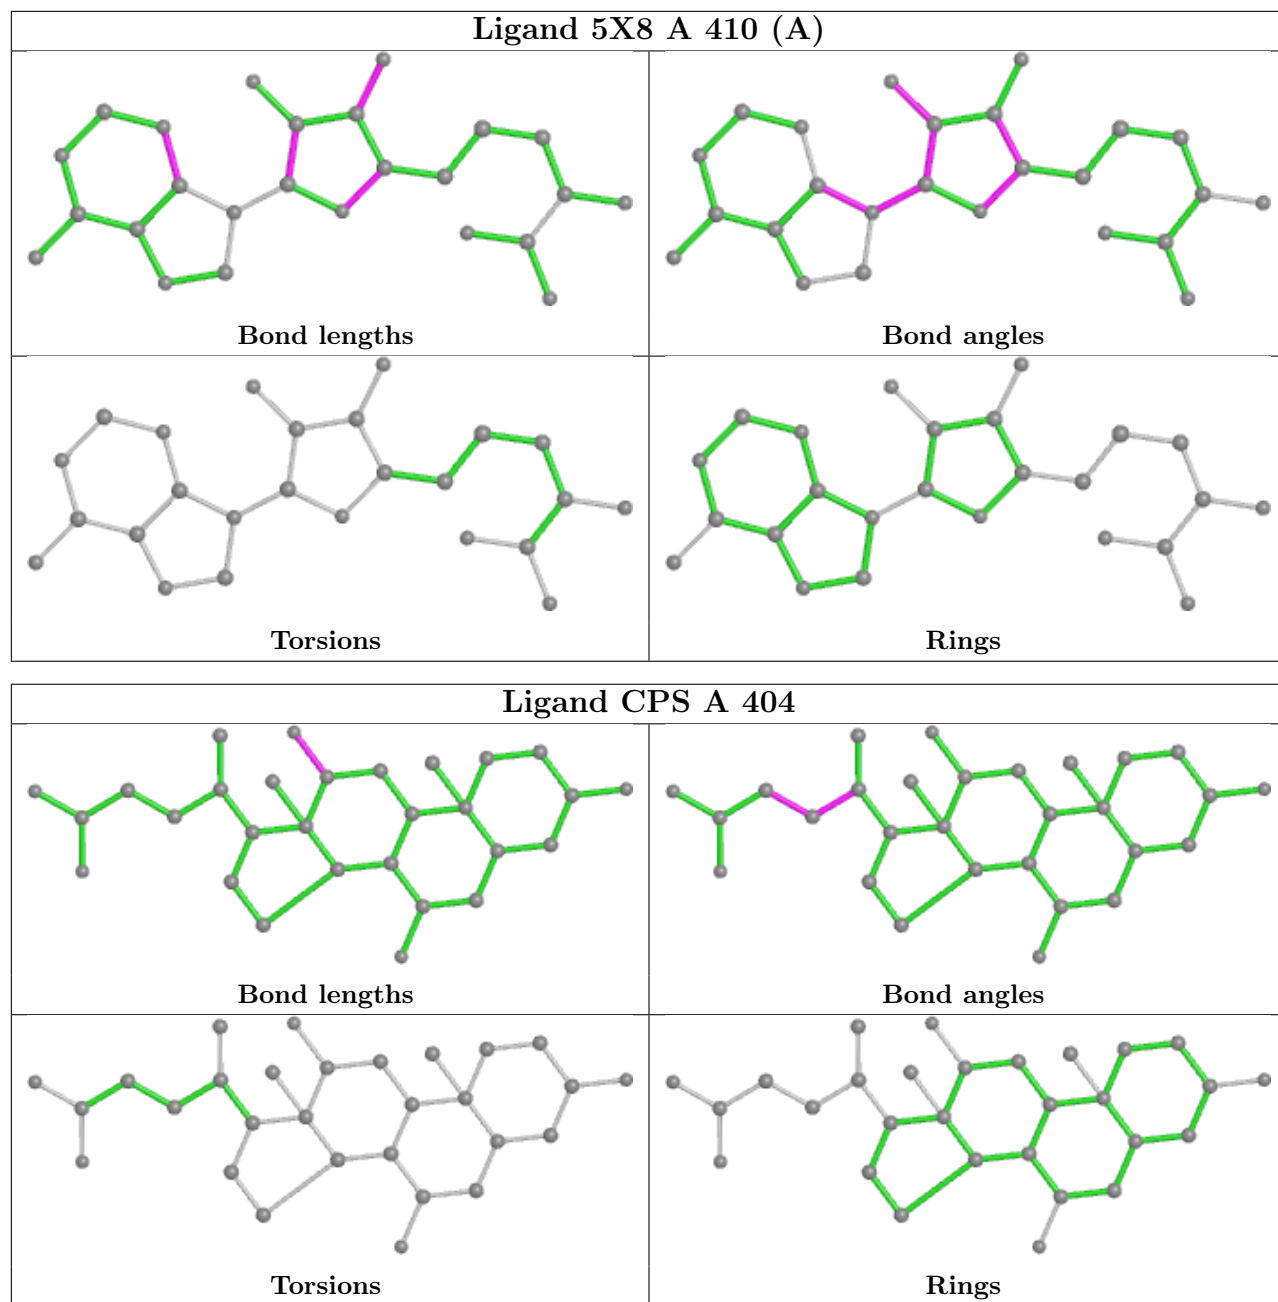 Ligand 5X8 A 410 (A)
Bond lengths
Bond angles
Torsions
Rings
Ligand CPS A 404
Bond lengths
Bond angles
Torsions
Rings